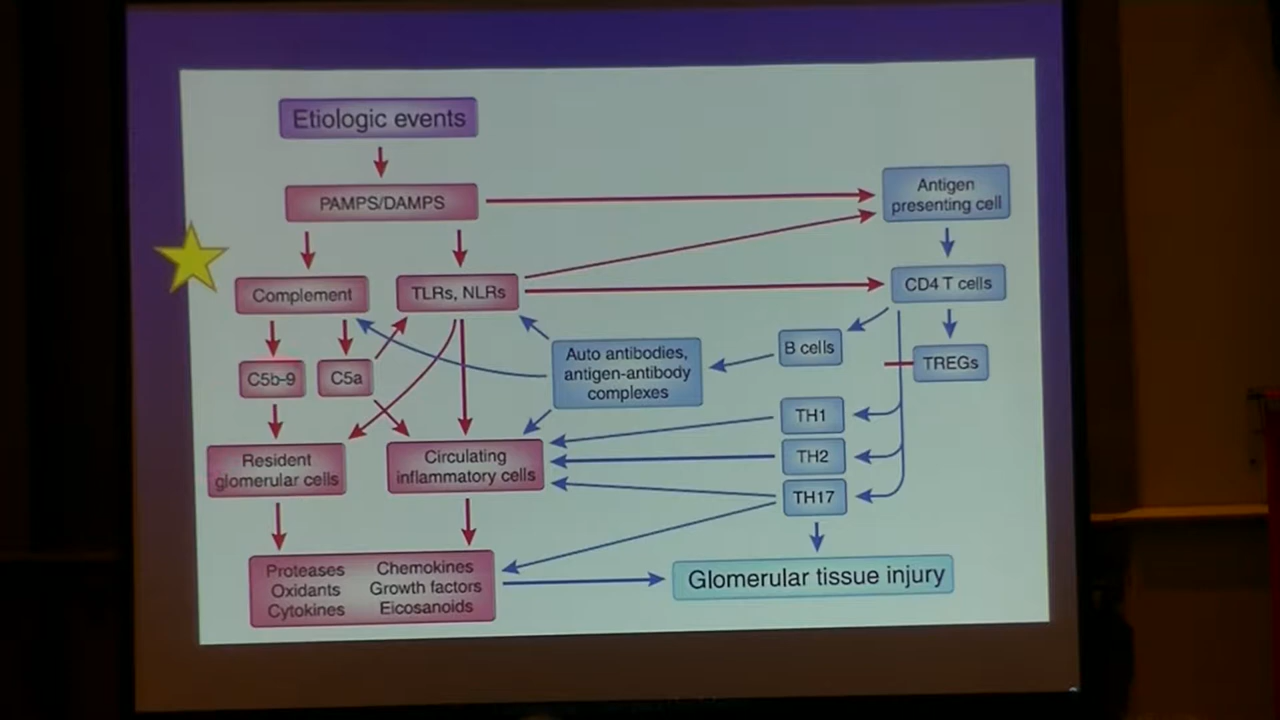 Etiologic events
PAMPS/DAMPS
Antigen
presenting cell
Complement
TLRs, NLRs
CD4 T cells
C5b-9
C5a
Auto antibodies,
antigen-antibody
complexes
B cells
TREGs
TH1
TH2
TH17
Resident
glomerular cells
Circulating
inflammatory cells
Proteases
Oxidants
Cytokines
Chemokines
Growth factors
Eicosanoids
Glomerular tissue injury